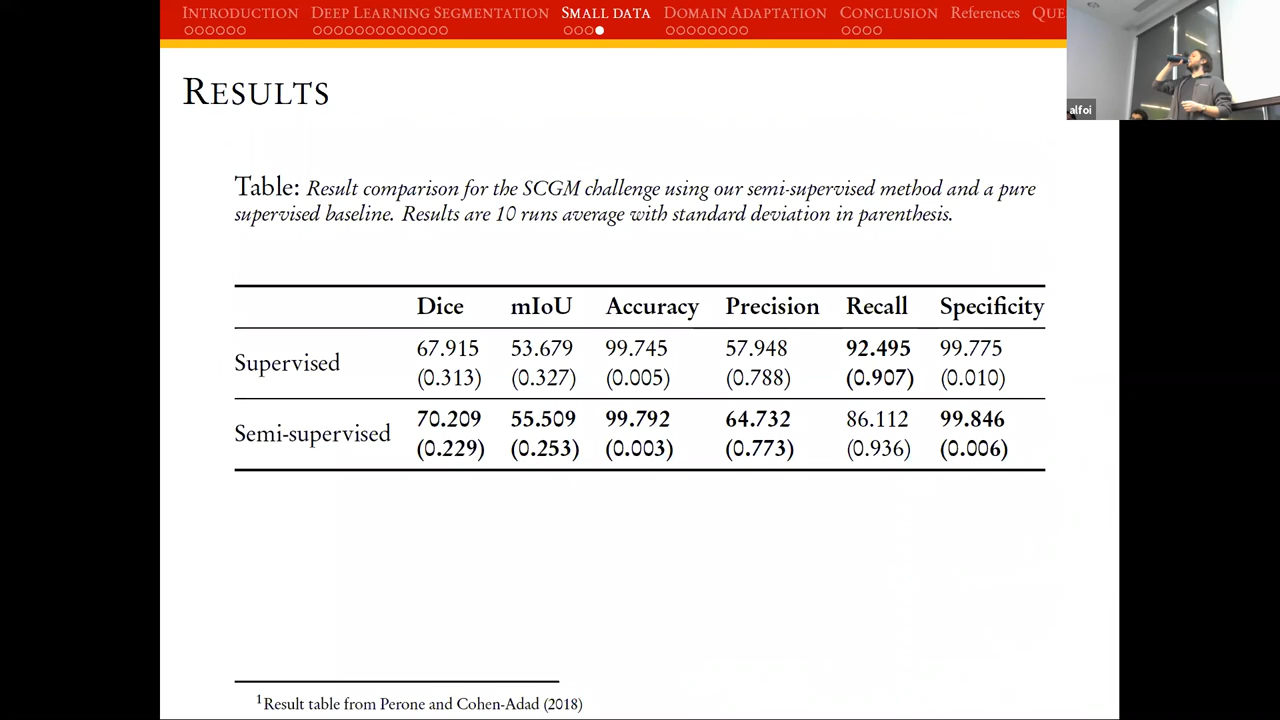 INTRODUCTION DEEP LEARNING SEGMENTATION SMALL DATA DOMAIN ADAPTATION CONCLUSION References
RESULTS
alfoi
Table: Result comparison for the SCGM challenge using our semi-supervised method and a pure
supervised baseline. Results are 10 runs average with standard deviation in parenthesis.
Dice mIoU Accuracy Precision Recall Specificity
67.915 53.679 99.745 57.948 92.495 99.775
Supervised
(0.313) (0.327) (0.005) (0.788) (0.907) (0.010)
70.209 55.509 99.792 64.732 86.112 99.846
Semi-supervised
(0.229) (0.253) (0.003) (0.773) (0.936) (0.006)
1Result table from Perone and Cohen-Adad (2018)